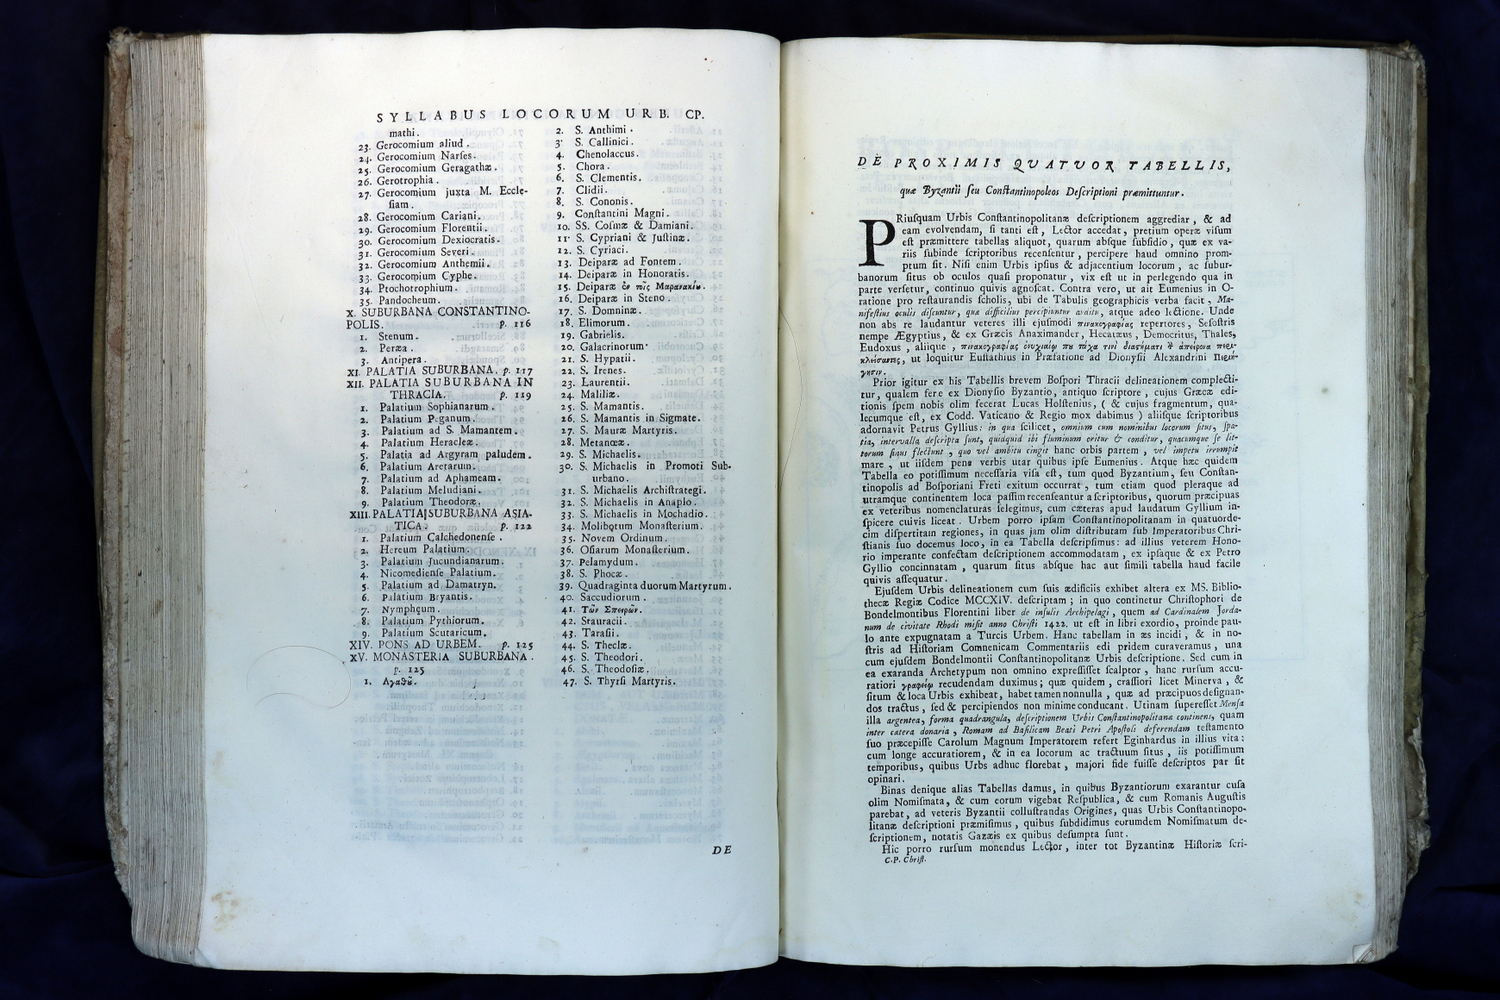 SYLLABUS LOCORUM URB. CP.
mathi.
23. Gerocomium aliud.
24. Gerocomium Narſes.
25. Gerocomium Geragathæ.
26. Gerotrophia.
27. Gerocomium juxta M. Eccle-
ſiam.
28. Gerocomium Cariani.
29. Gerocomium Florentii.
30. Gerocomium Dexiocratis.
31. Gerocomium Severi.
32. Gerocomium Anthemii.
33. Gerocomium Cyphe.
34. Ptochotrophium.
35. Pandocheum.
X. SUBURBANA CONSTANTINO-
POLIS. p. 116
1. Stenum.
2. Peræa.
3. Antipera.
XI. PALATIA SUBURBANA. p. 117
XII. PALATIA SUBURBANA IN
THRACIA. p. 119
1. Palatium Sophianarum.
2. Palatium Peganum.
3. Palatium ad S. Mamantem.
4. Palatium Heracleæ.
5. Palatia ad Argyram paludem.
6. Palatium Aretarum.
7. Palatium ad Aphameam.
8. Palatium Meludiani.
9. Palatium Theodoræ.
XIII. PALATIA SUBURBANA ASIA-
TICA. p. 122
1. Palatium Calchedonenſe.
2. Hereum Palatium.
3. Palatium Jucundianarum.
4. Nicomedienſe Palatium.
5. Palatium ad Damatryn.
6. Palatium Bryantis.
7. Nymphęum.
8. Palatium Pythiorum.
9. Palatium Scutaricum.
XIV. PONS AD URBEM. p. 125
XV. MONASTERIA SUBURBANA.
p. 125
1. Ἀγαθοῦ.
2. S. Anthimi.
3. S. Callinici.
4. Chenolaccus.
5. Chora.
6. S. Clementis.
7. Clidii.
8. S. Cononis.
9. Conſtantini Magni.
10. SS. Coſmæ & Damiani.
11. S. Cypriani & Juſtinæ.
12. S. Cyriaci.
13. Deiparæ ad Fontem.
14. Deiparæ in Honoratis.
15. Deiparæ ἐν τοῖς Μαρανακίου.
16. Deiparæ in Steno.
17. S. Domninæ.
18. Elimorum.
19. Gabrielis.
20. Galacrinorum.
21. S. Hypatii.
22. S. Irenes.
23. Laurentii.
24. Maliliæ.
25. S. Mamantis.
26. S. Mamantis in Sigmate.
27. S. Mauræ Martyris.
28. Metanœæ.
29. S. Michaelis.
30. S. Michaelis in Promoti Sub-
urbano.
31. S. Michaelis Archiſtrategi.
32. S. Michaelis in Anaplo.
33. S. Michaelis in Mochadio.
34. Molibotum Monaſterium.
35. Novem Ordinum.
36. Oſiarum Monaſterium.
37. Pelamydum.
38. S. Phocæ.
39. Quadraginta duorum Martyrum.
40. Saccudiorum.
41. Τῶν Σπειρῶν.
42. Stauracii.
43. Taraſii.
44. S. Theclæ.
45. S. Theodori.
46. S. Theodoſiæ.
47. S. Thyrſi Martyris.
DE
DE PROXIMIS QUATUOR TABELLIS,
quæ Byzantii ſeu Conſtantinopoleos Deſcriptioni præmittuntur.
PRiuſquam Urbis Conſtantinopolitanæ deſcriptionem aggrediar, & ad
eam evolvendam, ſi tanti eſt, Lector accedat, pretium operæ viſum
eſt præmittere tabellas aliquot, quarum abſque ſubſidio, quæ ex va-
riis ſubinde ſcriptoribus recenſentur, percipere haud omnino prom-
ptum ſit. Niſi enim Urbis ipſius & adjacentium locorum, ac ſubur-
banorum ſitus ob oculos quaſi proponatur, vix eſt ut in perlegendo qua in
parte verſetur, continuo quivis agnoſcat. Contra vero, ut ait Eumenius in O-
ratione pro reſtaurandis ſcholis, ubi de Tabulis geographicis verba facit, Ma-
nifeſtius oculis diſcuntur, quæ difficilius percipiuntur auditu, atque adeo lectione. Unde
non abs re laudantur veteres illi ejuſmodi πινακογραφίας repertores, Seſoſtris
nempe Ægyptius, & ex Græcis Anaximander, Hecatæus, Democritus, Thales,
Eudoxus, aliique, πινακογραφίας
ut loquitur Euſtathius in Præfatione ad Dionyſii Alexandrini Περιή-
γησιν.
Prior igitur ex his Tabellis brevem Boſpori Thracii delineationem complecti-
tur, qualem fere ex Dionyſio Byzantio, antiquo ſcriptore, cujus Græcæ edi-
tionis ſpem nobis olim fecerat Lucas Holſtenius, (& cujus fragmentum, qua-
lecumque eſt, ex Codd. Vaticano & Regio mox dabimus) aliiſque ſcriptoribus
adornavit Petrus Gyllius: in qua ſcilicet, omnium cum nominibus locorum ſitus, ſpa-
tia, intervalla deſcripta ſunt, quidquid ibi fluminum oritur & conditur, quacumque ſe lit-
torum ſinus flectunt, quo vel ambitu cingit hanc orbis partem, vel impetu irrumpit
mare, ut iiſdem pene verbis utar quibus ipſe Eumenius. Atque hæc quidem
Tabella eo potiſſimum neceſſaria viſa eſt, tum quod Byzantium, ſeu Conſtan-
tinopolis ad Boſporiani Freti exitum occurrat, tum etiam quod pleraque ad
utramque continentem loca paſſim recenſeantur a ſcriptoribus, quorum præcipuas
ex veteribus nomenclaturas ſelegimus, cum cæteras apud laudatum Gyllium in-
ſpicere cuivis liceat. Urbem porro ipſam Conſtantinopolitanam in quatuorde-
cim diſpertitam regiones, in quas jam olim diſtributam ſub Imperatoribus Chri-
ſtianis ſuo docemus loco, in ea Tabella deſcripſimus: ad illius veterem Hono-
rio imperante confectam deſcriptionem accommodatam, ex ipſaque & ex Petro
Gyllio concinnatam, quarum ſitus abſque hac aut ſimili tabella haud facile
quivis aſſequatur.
Ejuſdem Urbis delineationem cum ſuis ædificiis exhibet altera ex MS. Biblio-
thecæ Regiæ Codice MCCXIV. deſcriptam; in quo continetur Chriſtophori de
Bondelmontibus Florentini liber de inſulis Archipelagi, quem ad Cardinalem Jorda-
num de civitate Rhodi miſit anno Chriſti 1422. ut eſt in libri exordio, proinde pau-
lo ante expugnatam a Turcis Urbem. Hanc tabellam in æs incidi, & in no-
ſtris ad Hiſtoriam Comnenicam Commentariis edi pridem curaveramus, una
cum ejuſdem Bondelmontii Conſtantinopolitanæ Urbis deſcriptione. Sed cum in
ea exaranda Archetypum non omnino expreſſiſſet ſcalptor, hanc rurſum accu-
ratiori γραφείῳ recudendam duximus; quæ quidem, craſſiori licet Minerva, &
ſitum & loca Urbis exhibeat, habet tamen nonnulla, quæ ad præcipuos deſignan-
dos tractus, ſed & percipiendos non minime conducant. Utinam ſupereſſet Menſa
illa argentea, forma quadrangula, deſcriptionem Urbis Conſtantinopolitanæ continens, quam
inter cætera donaria, Romam ad Baſilicam Beati Petri Apoſtoli deferendam teſtamento
ſuo præcepiſſe Carolum Magnum Imperatorem refert Eginhardus in illius vita:
cum longe accuratiorem, & in ea locorum ac tractuum ſitus, iis potiſſimum
temporibus, quibus Urbs adhuc florebat, majori fide fuiſſe deſcriptos par ſit
opinari.
Binas denique alias Tabellas damus, in quibus Byzantiorum exarantur cuſa
olim Nomiſmata, & cum eorum vigebat Reſpublica, & cum Romanis Auguſtis
parebat, ad veteris Byzantii colluſtrandas Origines, quas Urbis Conſtantinopo-
litanæ deſcriptioni præmiſimus, quibus ſubdidimus eorumdem Nomiſmatum de-
ſcriptionem, notatis Gazzis ex quibus deſumpta ſunt.
Hic porro rurſum monendus Lector, inter tot Byzantinæ Hiſtoriæ ſcri-
C.P. Chriſt.